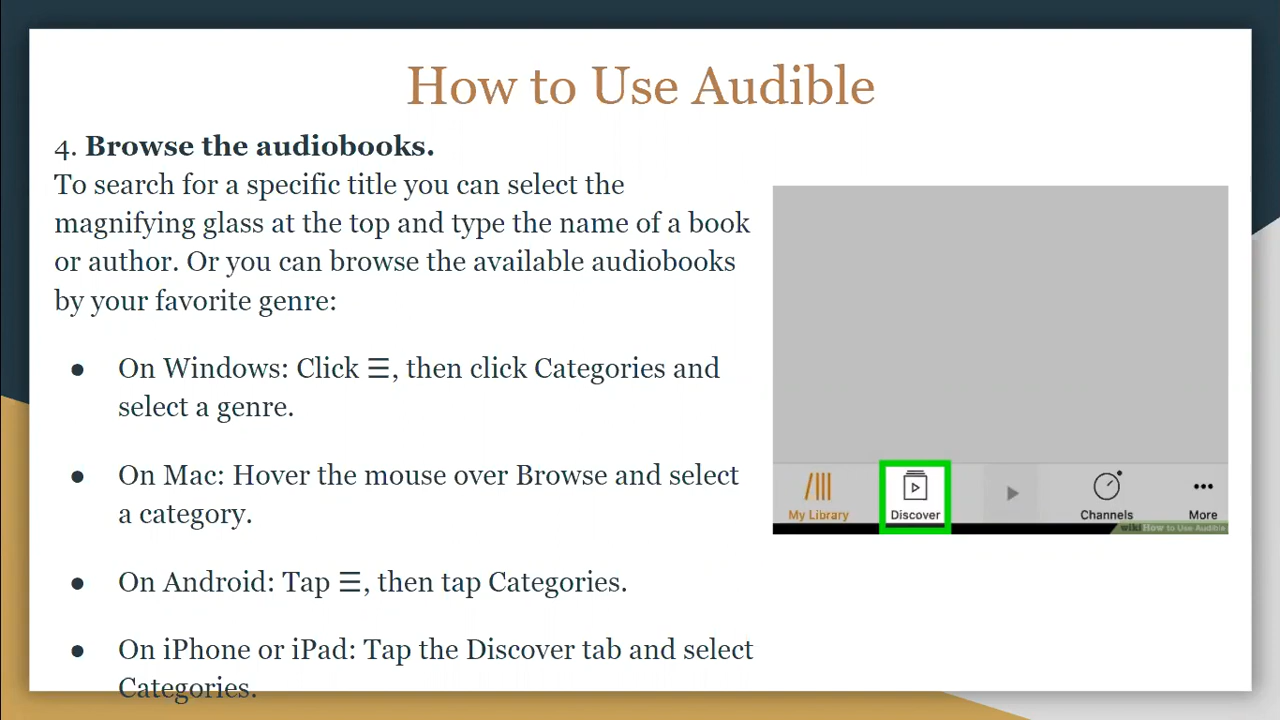 How to Use Audible
4. Browse the audiobooks.
To search for a specific title you can select the
magnifying glass at the top and type the name of a book
or author. Or you can browse the available audiobooks
by your favorite genre:
● On Windows: Click ☰, then click Categories and
select a genre.
● On Mac: Hover the mouse over Browse and select
a category.
● On Android: Tap ☰, then tap Categories.
● On iPhone or iPad: Tap the Discover tab and select
Categories.
My Library Discover Channels More
wikiHow to Use Audible